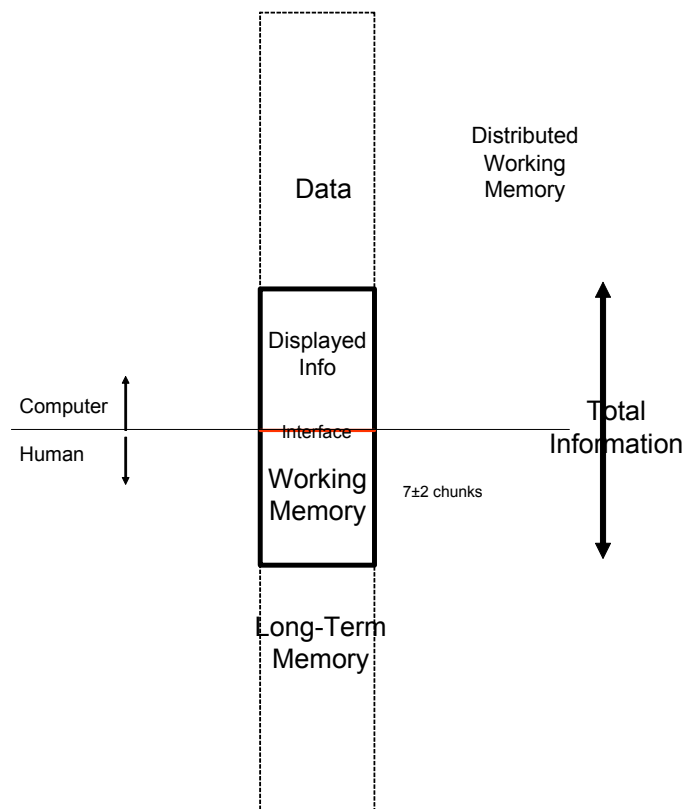 Distributed
Working
Memory
Data
Displayed
Info
Computer
Interface
Total
Information
Human
Working
Memory
7±2 chunks
Long-Term
Memory